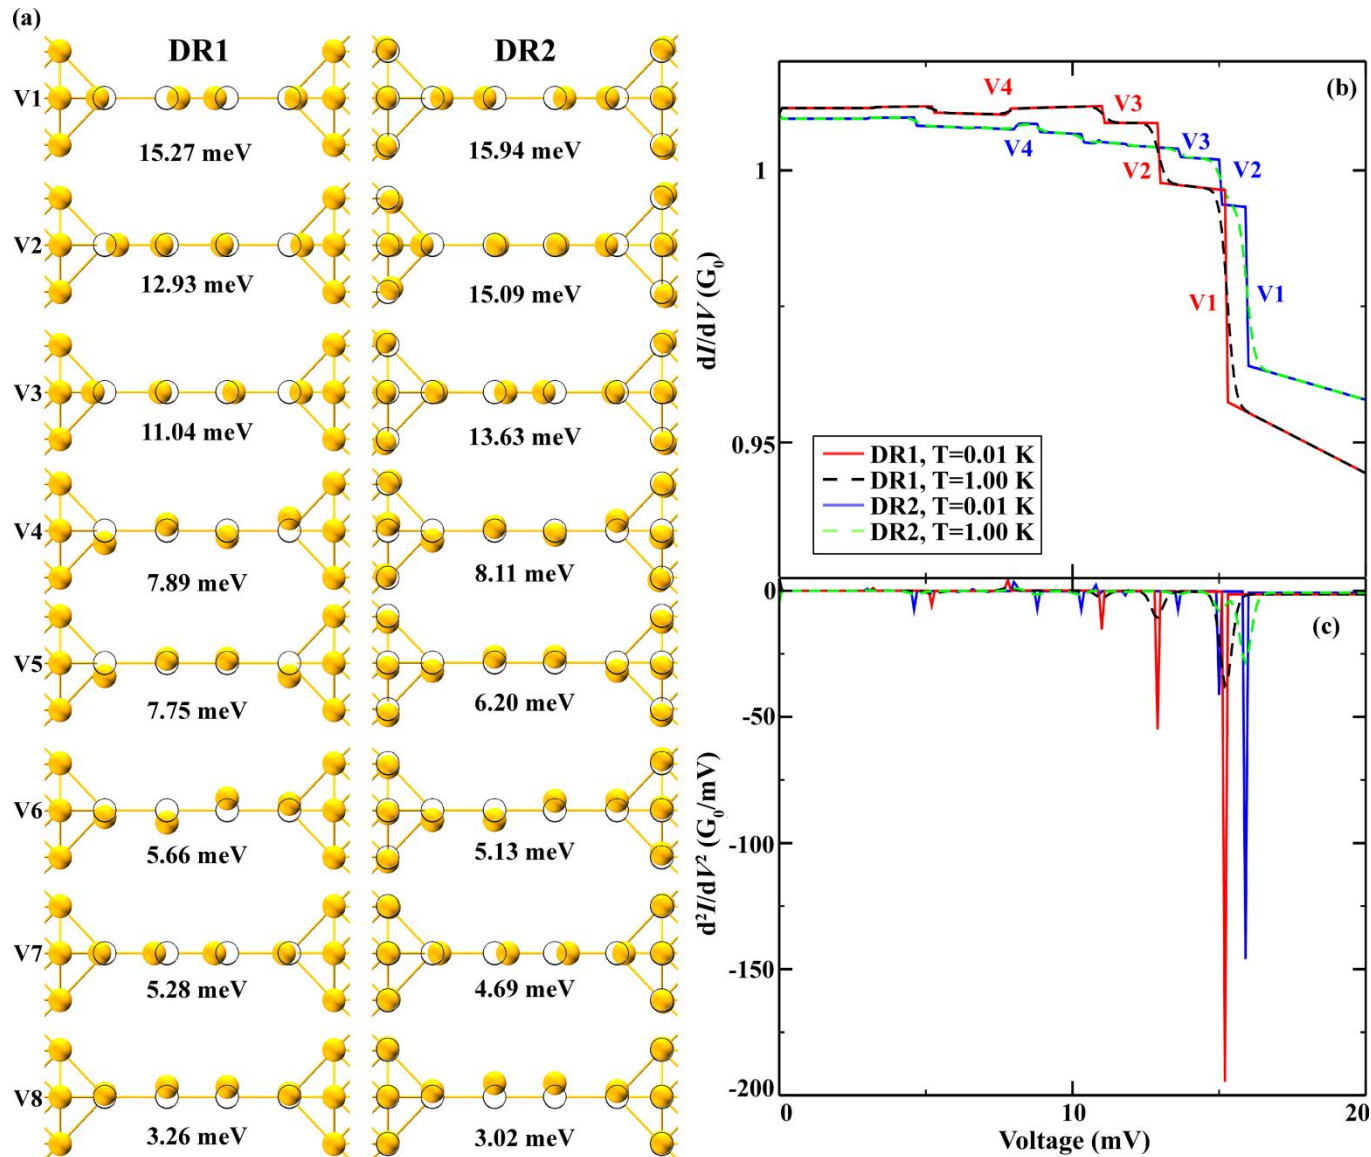 (a)
DR1 DR2
V1
15.27 meV 15.94 meV
V2
12.93 meV 15.09 meV
V3
11.04 meV 13.63 meV
V4
7.89 meV 8.11 meV
V5
7.75 meV 6.20 meV
V6
5.66 meV 5.13 meV
V7
5.28 meV 4.69 meV
V8
3.26 meV 3.02 meV
(b)
dI/dV (G₀)
1
0.95
V4
V3
V2
V1
V4
V3
V2
V1
DR1, T=0.01 K
DR1, T=1.00 K
DR2, T=0.01 K
DR2, T=1.00 K
(c)
d²I/dV² (G₀/mV)
0
-50
-100
-150
-200
0 10 20
Voltage (mV)